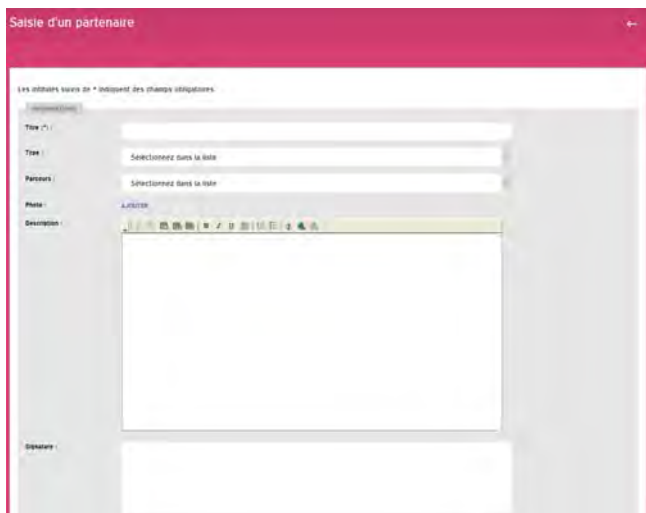 Saisie d'un partenaire
Les intitulés suivis de * indiquent des champs obligatoires
Titre (*) :
Type :
Sélectionnez dans la liste
Parcours :
Sélectionnez dans la liste
Photo :
Description :
Signature :